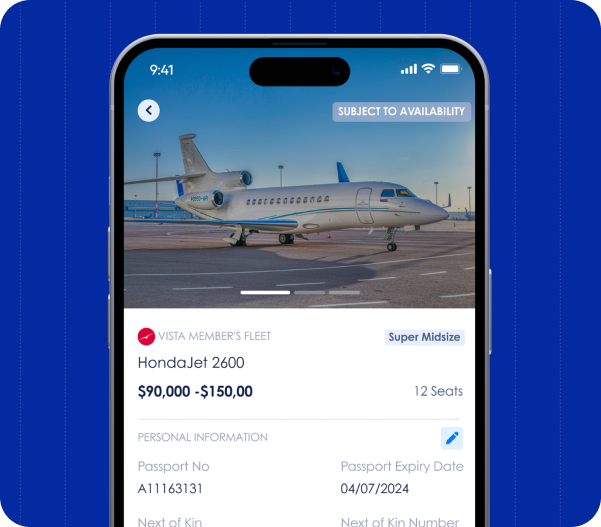 9:41
SUBJECT TO AVAILABILITY
VISTA MEMBER'S FLEET
Super Midsize
HondaJet 2600
$90,000 -$150,00
12 Seats
PERSONAL INFORMATION
Passport No
Passport Expiry Date
A11163131
04/07/2024
Next of Kin
Next of Kin Number